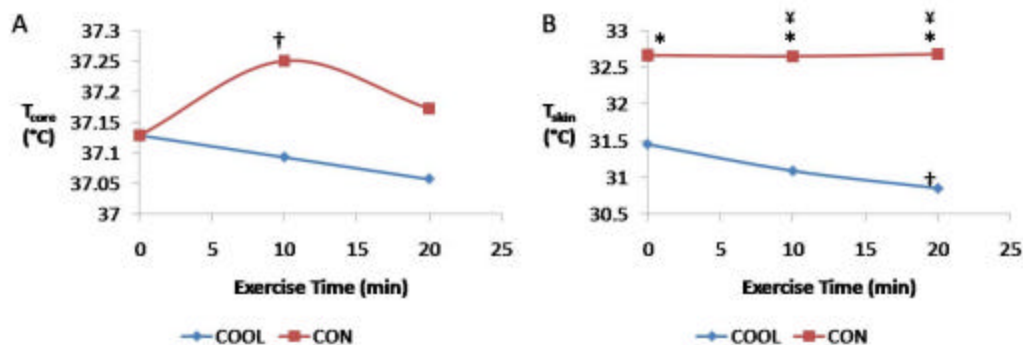 A
37.3
37.25
37.2
37.15
37.1
37.05
37
T core
(°C)
†
0 5 10 15 20 25
Exercise Time (min)
COOL CON
B
33
32.5
32
31.5
31
30.5
T skin
(°C)
* ¥ * ¥ *
†
0 5 10 15 20 25
Exercise Time (min)
COOL CON